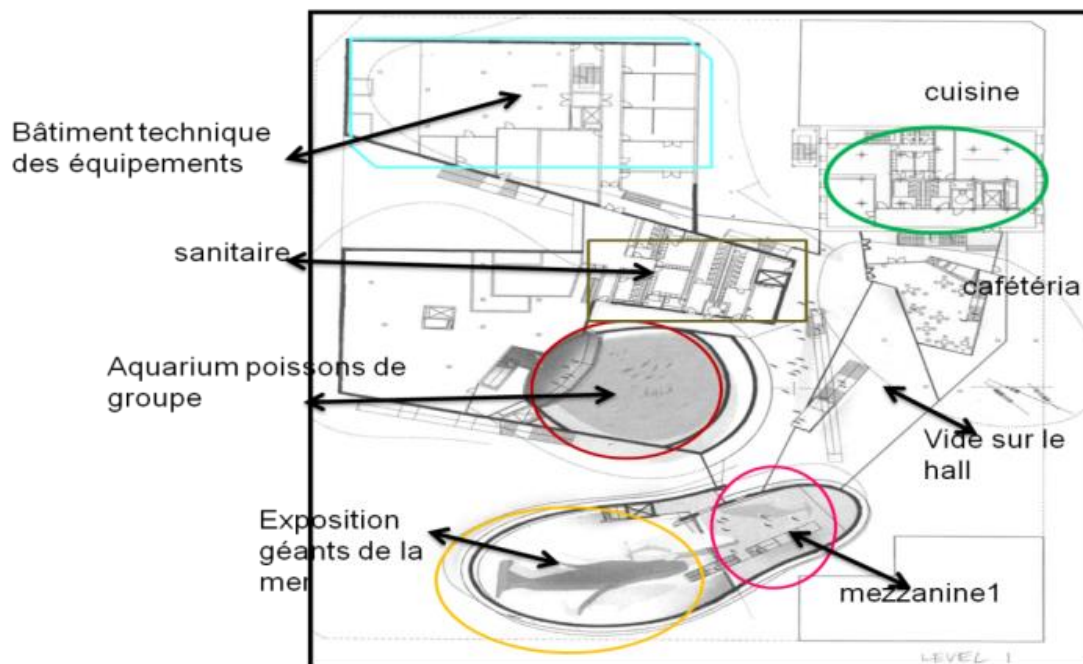 cuisine
Bâtiment technique
des équipements
sanitaire
cafétéria
Aquarium poissons de
groupe
Vide sur le
hall
Exposition
géants de la
mer
mezzanine1
LEVEL 1